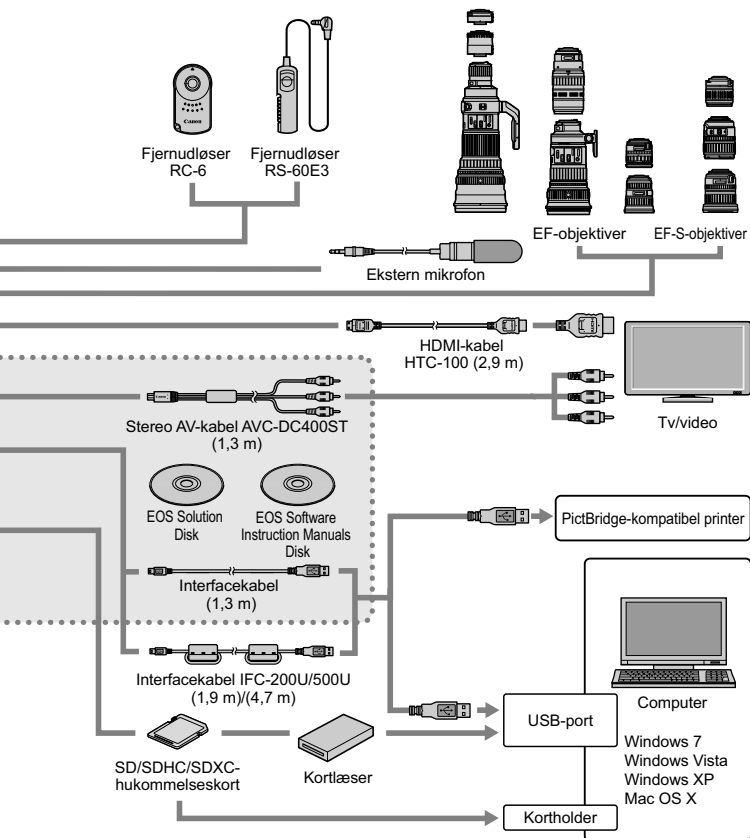 Canon
Fjernudløser
RC-6
Fjernudløser
RS-60E3
EF-objektiver
EF-S-objektiver
Ekstern mikrofon
HDMI-kabel
HTC-100 (2,9 m)
Tv/video
Stereo AV-kabel AVC-DC400ST
(1,3 m)
EOS Solution
Disk
EOS Software
Instruction Manuals
Disk
PictBridge-kompatibel printer
Interfacekabel
(1,3 m)
Interfacekabel IFC-200U/500U
(1,9 m)/(4,7 m)
USB-port
Computer
Windows 7
Windows Vista
Windows XP
Mac OS X
SD/SDHC/SDXC-
hukommelseskort
Kortlæser
Kortholder